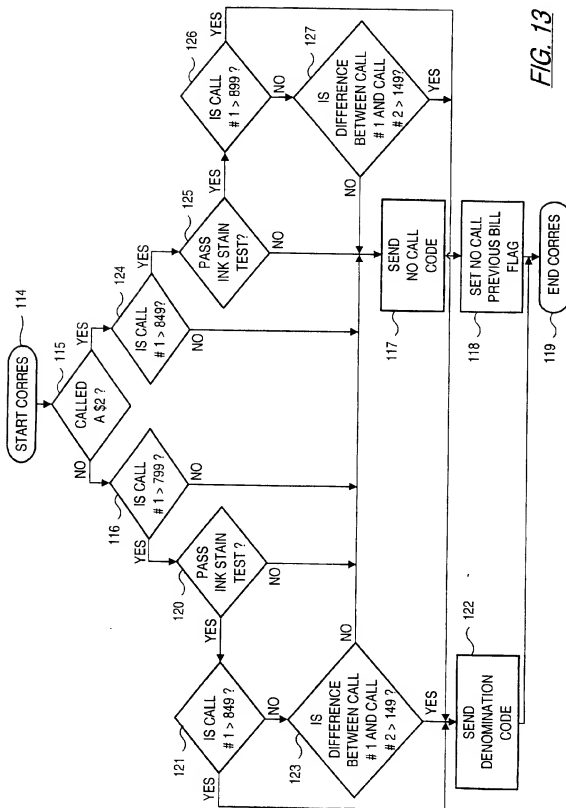 START CORRES
114
CALLED
A $2 ?
115
NO
YES
IS CALL
# 1 > 799 ?
116
YES
NO
IS CALL
# 1 > 849?
124
YES
NO
PASS
INK STAIN
TEST ?
120
YES
NO
PASS
INK STAIN
TEST?
125
YES
NO
IS CALL
# 1 > 849 ?
121
YES
NO
IS CALL
# 1 > 899 ?
126
YES
NO
IS
DIFFERENCE
BETWEEN CALL
# 1 AND CALL
# 2 > 149 ?
123
NO
YES
IS
DIFFERENCE
BETWEEN CALL
# 1 AND CALL
# 2 > 149?
127
NO
YES
SEND
NO CALL
CODE
117
SEND
DENOMINATION
CODE
122
SET NO CALL
PREVIOUS BILL
FLAG
118
END CORRES
119
FIG. 13